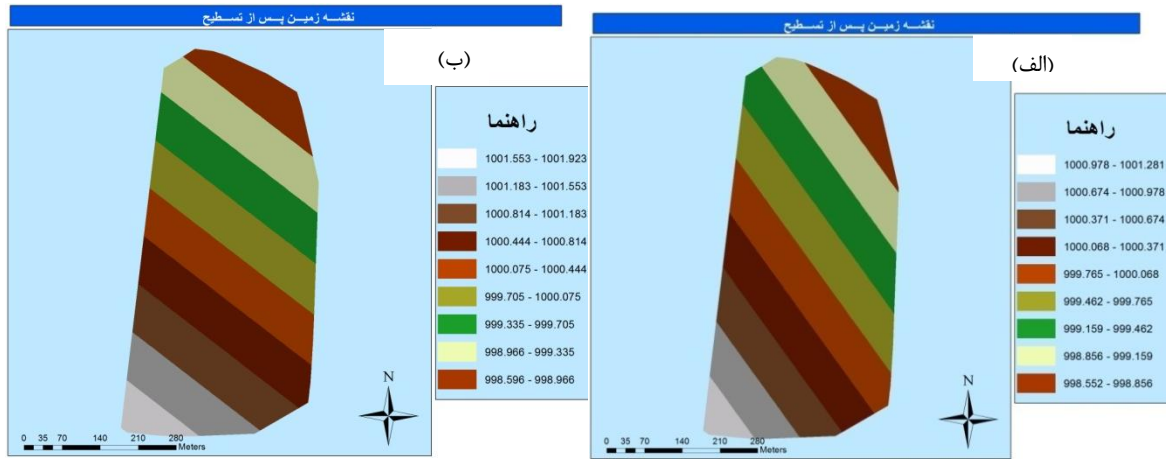 نقشه زمین پس از تسطیح
(الف)
راهنما
1000.978 - 1001.281
1000.674 - 1000.978
1000.371 - 1000.674
1000.068 - 1000.371
999.765 - 1000.068
999.462 - 999.765
999.159 - 999.462
998.856 - 999.159
998.552 - 998.856
N
0 35 70 140 210 280
Meters
نقشه زمین پس از تسطیح
(ب)
راهنما
1001.553 - 1001.923
1001.183 - 1001.553
1000.814 - 1001.183
1000.444 - 1000.814
1000.075 - 1000.444
999.705 - 1000.075
999.335 - 999.705
998.966 - 999.335
998.596 - 998.966
N
0 35 70 140 210 280
Meters